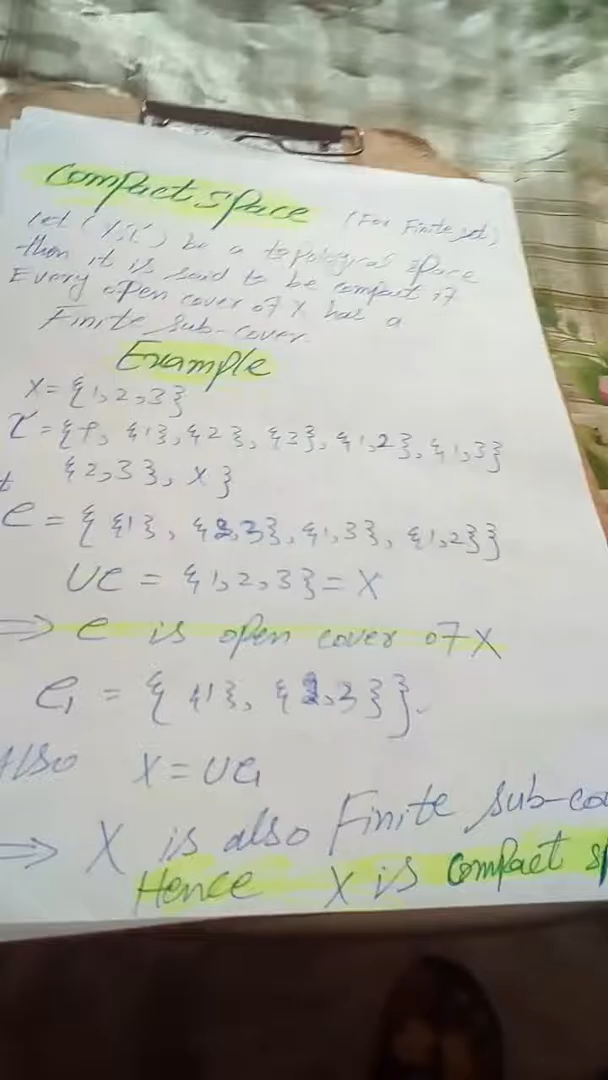 Compact space (For Finite set)
Let (X,τ) be a topological space
then it is said to be compact if
Every open cover of X has a
Finite sub-cover.
Example
X = {1,2,3}
τ = {φ, {1}, {2}, {3}, {1,2}, {1,3}
{2,3}, X}
C = { {1}, {2,3}, {1,3}, {1,2}}
UC = {1,2,3} = X
⇒ C is open cover of X
C₁ = { {1}, {2,3}}.
Also X = UC₁
⇒ X is also Finite sub-co
Hence X is compact sp